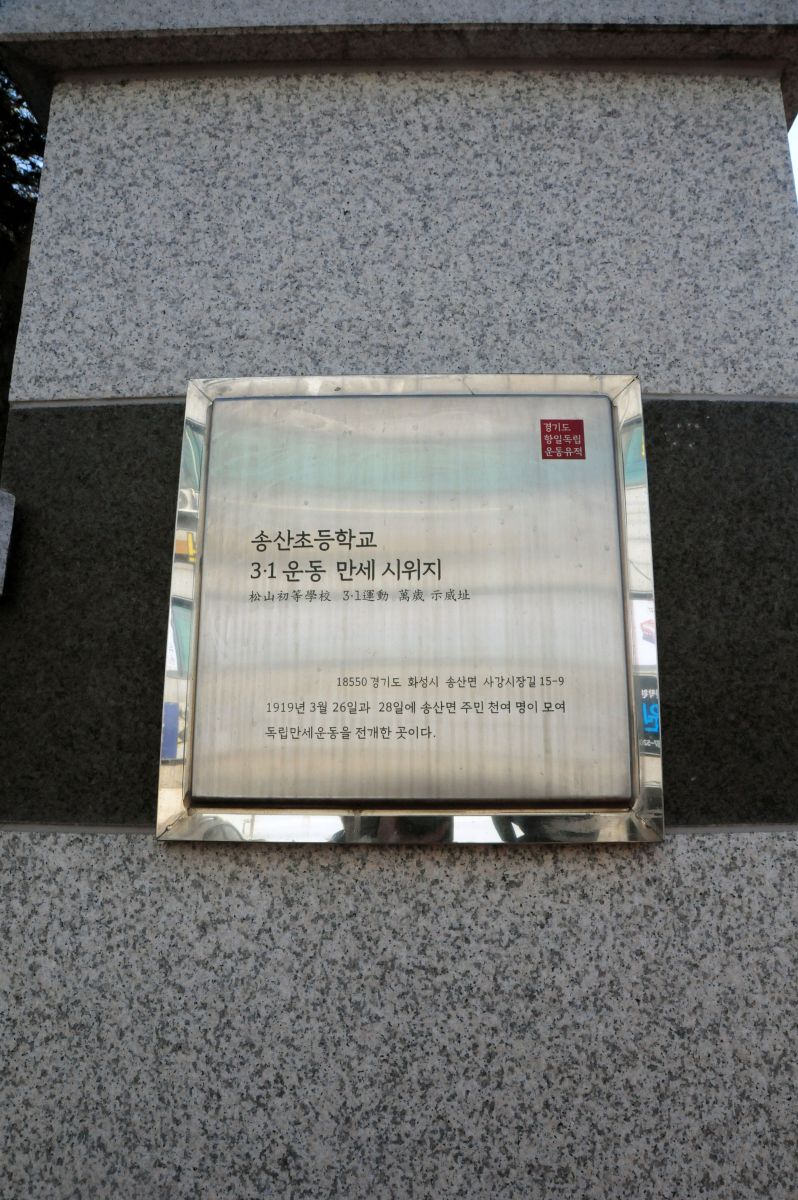 경기도
항일독립
운동유적
송산초등학교
3·1 운동 만세 시위지
松山初等學校 3·1運動 萬歲 示威址
18550 경기도 화성시 송산면 사강시장길 15-9
1919년 3월 26일과 28일에 송산면 주민 천여 명이 모여
독립만세운동을 전개한 곳이다.